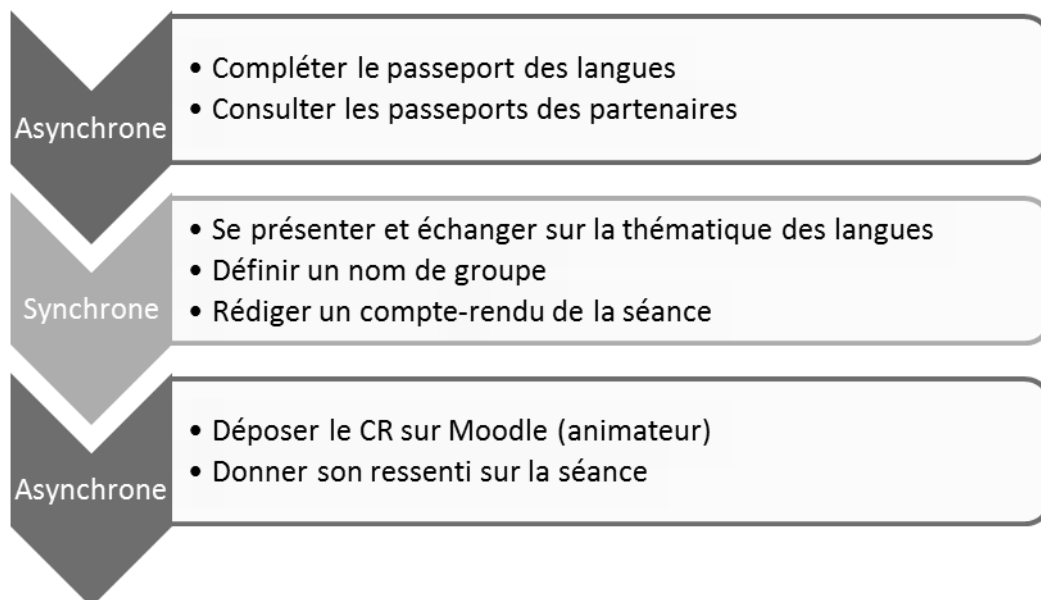 Asynchrone
• Compléter le passeport des langues
• Consulter les passeports des partenaires
Synchrone
• Se présenter et échanger sur la thématique des langues
• Définir un nom de groupe
• Rédiger un compte-rendu de la séance
Asynchrone
• Déposer le CR sur Moodle (animateur)
• Donner son ressenti sur la séance